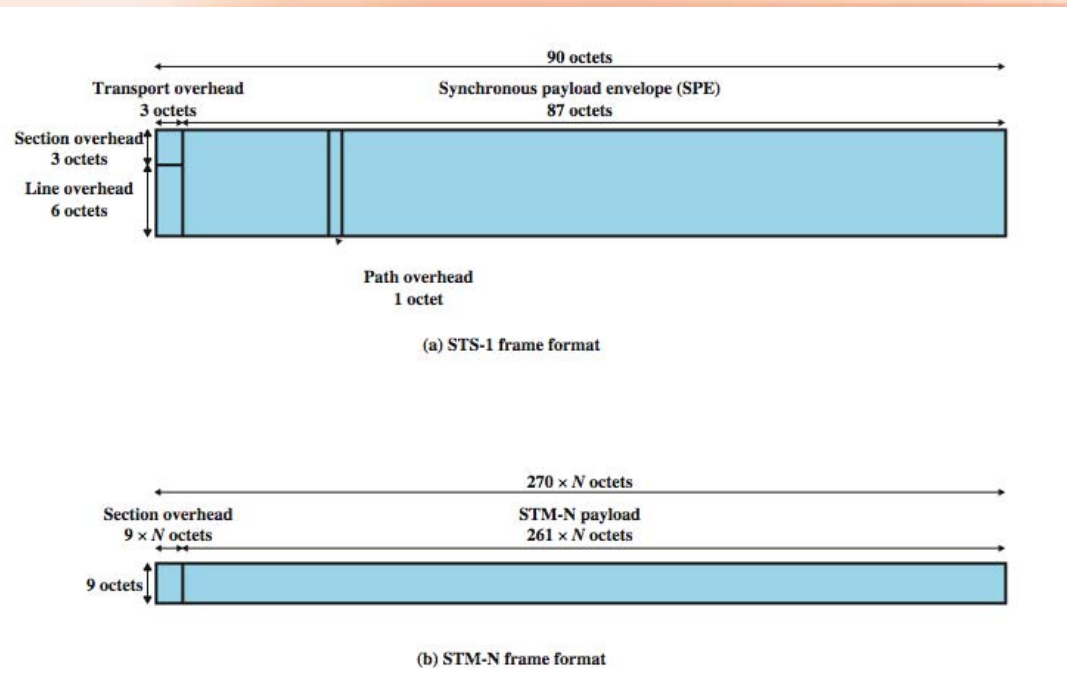 90 octets
Transport overhead
3 octets
Synchronous payload envelope (SPE)
87 octets
Section overhead
3 octets
Line overhead
6 octets
Path overhead
1 octet
(a) STS-1 frame format
270 × N octets
Section overhead
9 × N octets
STM-N payload
261 × N octets
9 octets
(b) STM-N frame format